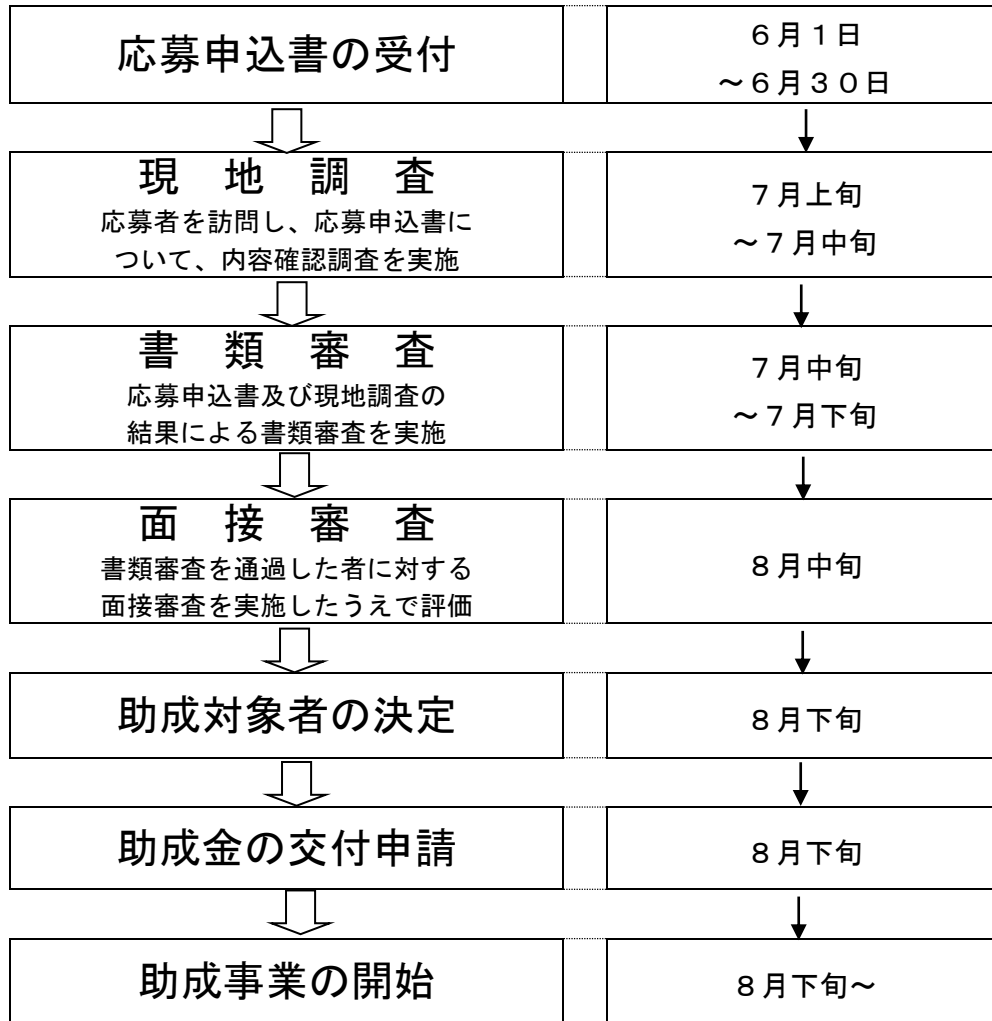 応募申込書の受付
６月１日
～６月３０日
現　地　調　査
応募者を訪問し、応募申込書に
ついて、内容確認調査を実施
７月上旬
～７月中旬
書　類　審　査
応募申込書及び現地調査の
結果による書類審査を実施
７月中旬
～７月下旬
面　接　審　査
書類審査を通過した者に対する
面接審査を実施したうえで評価
８月中旬
助成対象者の決定
８月下旬
助成金の交付申請
８月下旬
助成事業の開始
８月下旬～